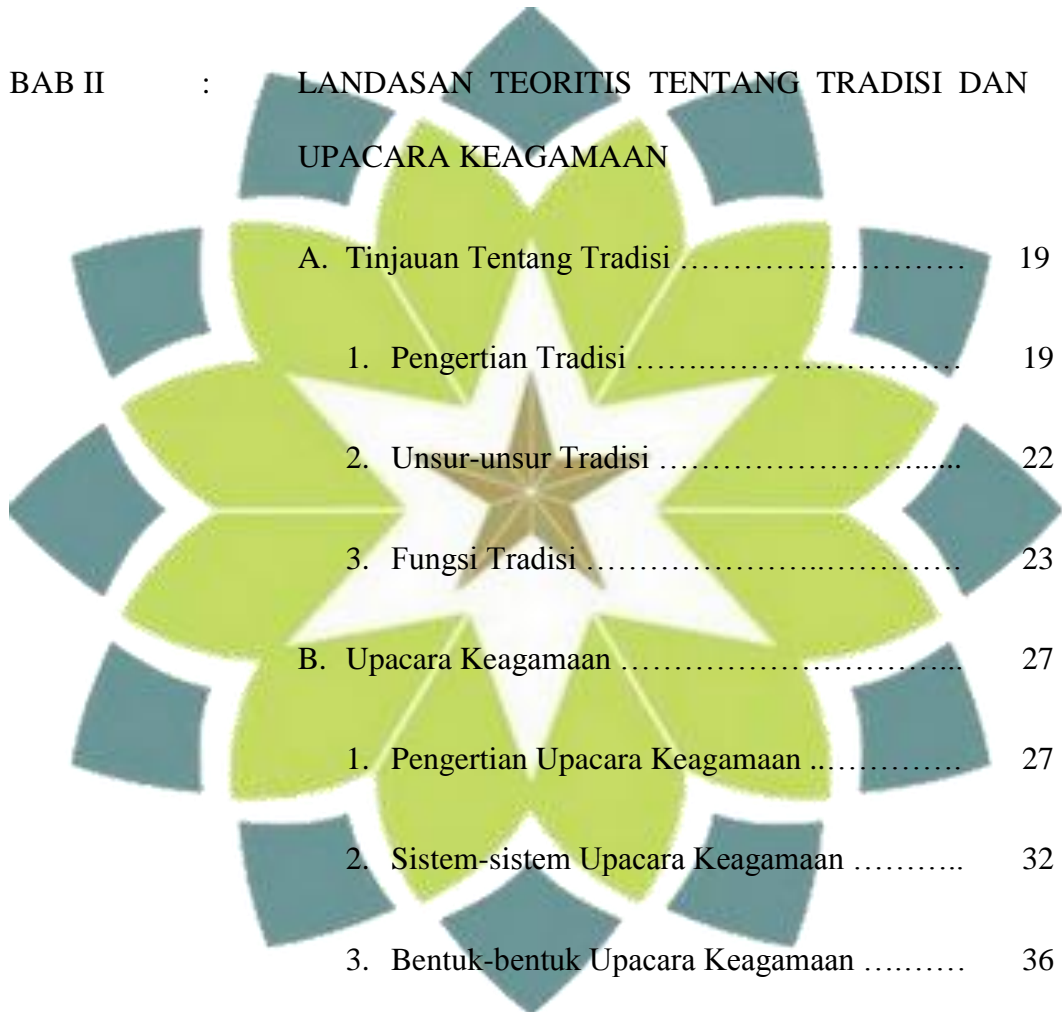 BAB II : LANDASAN TEORITIS TENTANG TRADISI DAN
UPACARA KEAGAMAAN
A. Tinjauan Tentang Tradisi ……………………… 19
1. Pengertian Tradisi …….…………………… 19
2. Unsur-unsur Tradisi ……………………..... 22
3. Fungsi Tradisi ………………….…………. 23
B. Upacara Keagamaan ………………………... 27
1. Pengertian Upacara Keagamaan ..…………. 27
2. Sistem-sistem Upacara Keagamaan ……….. 32
3. Bentuk-bentuk Upacara Keagamaan ….…… 36